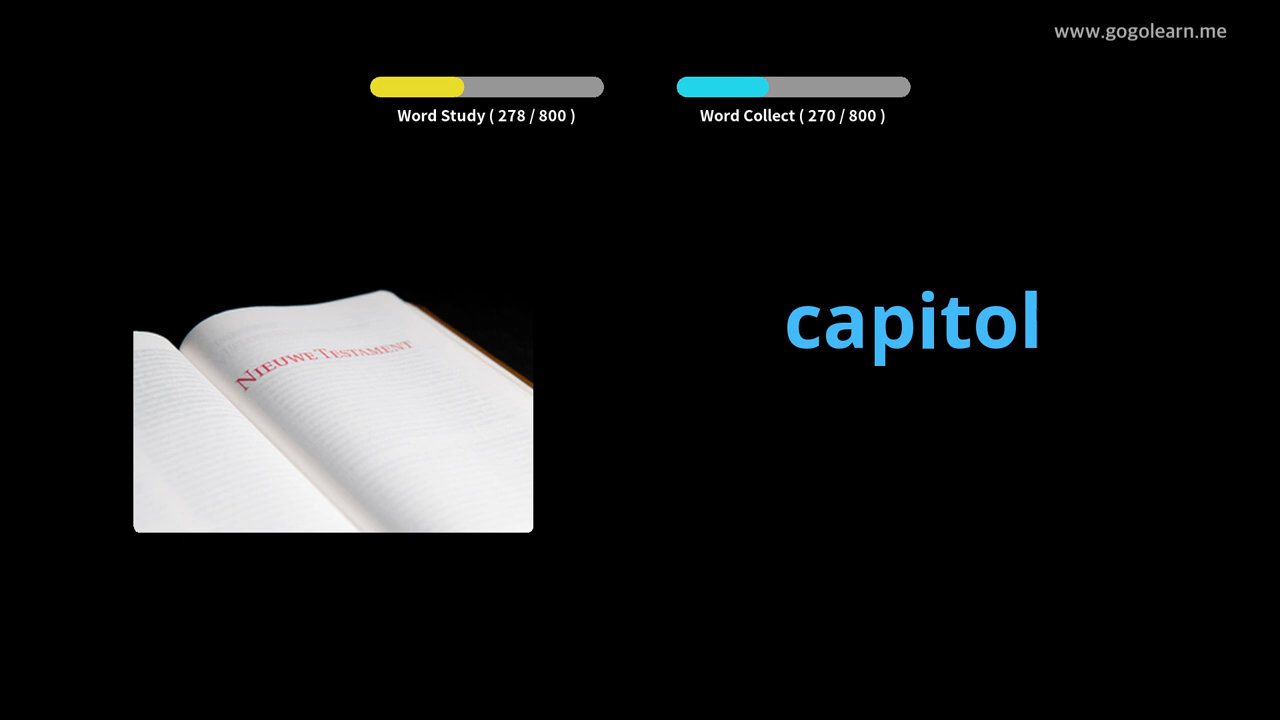 www.gogolearn.me
Word Study ( 278 / 800 )
Word Collect ( 270 / 800 )
capitol
NIEUWE TESTAMENT